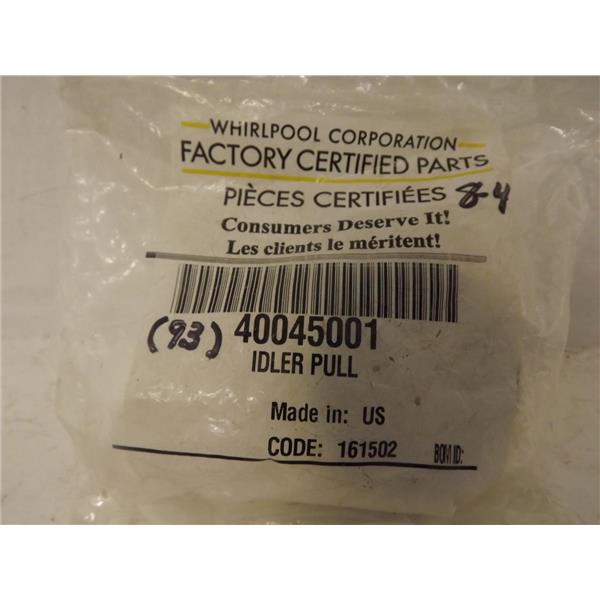 WHIRLPOOL CORPORATION
FACTORY CERTIFIED PARTS
PIÈCES CERTIFIÉES 8-4
Consumers Deserve It!
Les clients le méritent!
(93) 40045001
IDLER PULL
Made in: US
CODE: 161502 BOM ID: